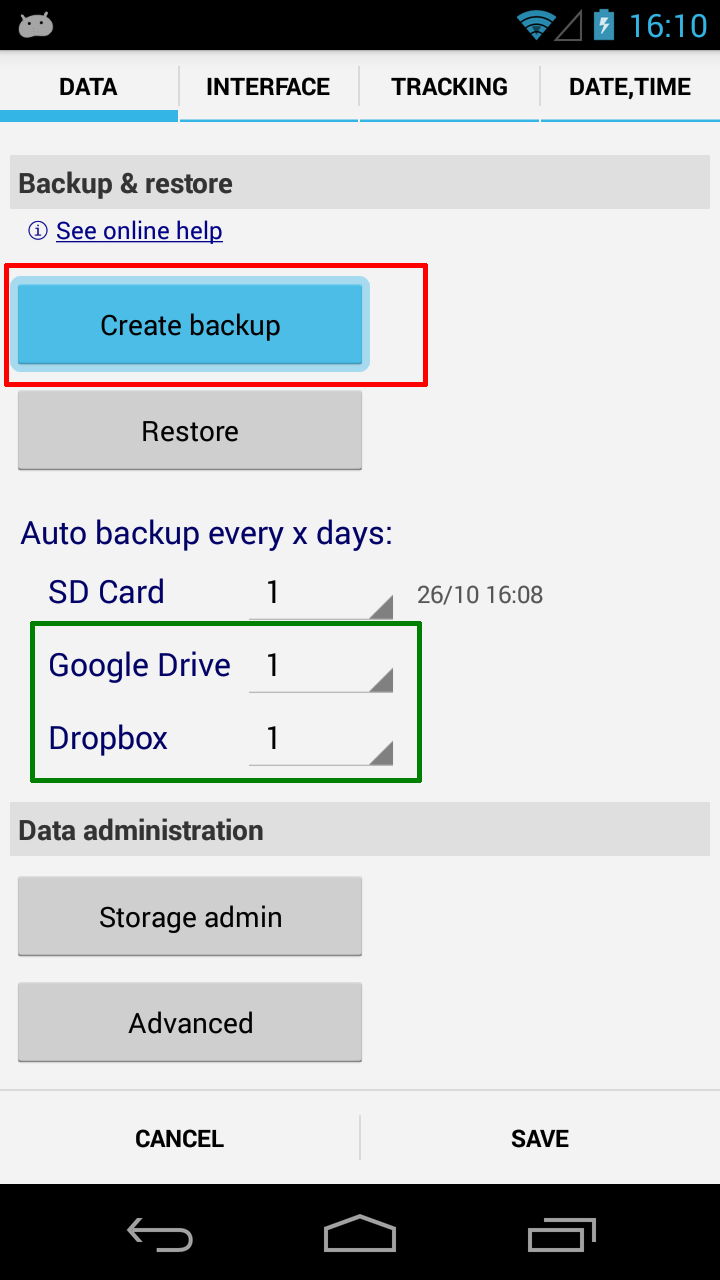 16:10
DATA INTERFACE TRACKING DATE,TIME
Backup & restore
See online help
Create backup
Restore
Auto backup every x days:
SD Card 1 26/10 16:08
Google Drive 1
Dropbox 1
Data administration
Storage admin
Advanced
CANCEL SAVE